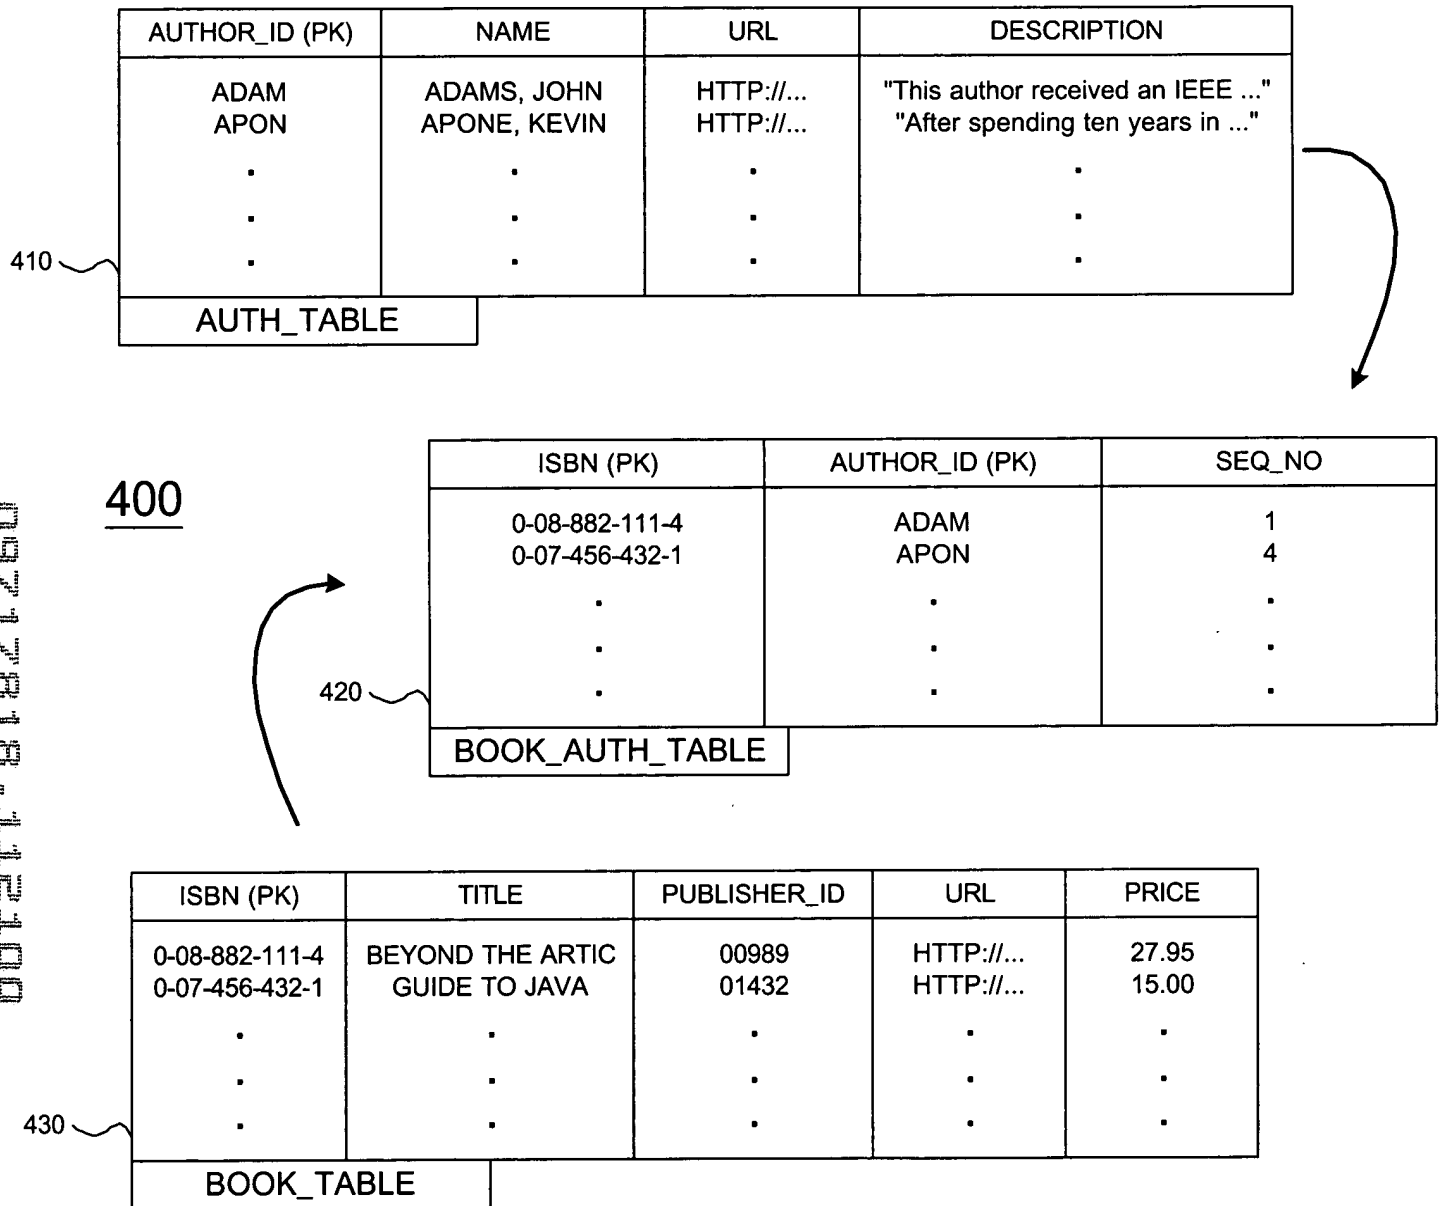 AUTHOR_ID (PK) NAME URL DESCRIPTION
ADAM ADAMS, JOHN HTTP://... "This author received an IEEE ..."
APON APONE, KEVIN HTTP://... "After spending ten years in ..."
410
AUTH_TABLE
400
ISBN (PK) AUTHOR_ID (PK) SEQ_NO
0-08-882-111-4 ADAM 1
0-07-456-432-1 APON 4
420
BOOK_AUTH_TABLE
ISBN (PK) TITLE PUBLISHER_ID URL PRICE
0-08-882-111-4 BEYOND THE ARTIC 00989 HTTP://... 27.95
0-07-456-432-1 GUIDE TO JAVA 01432 HTTP://... 15.00
430
BOOK_TABLE
09717818.112100